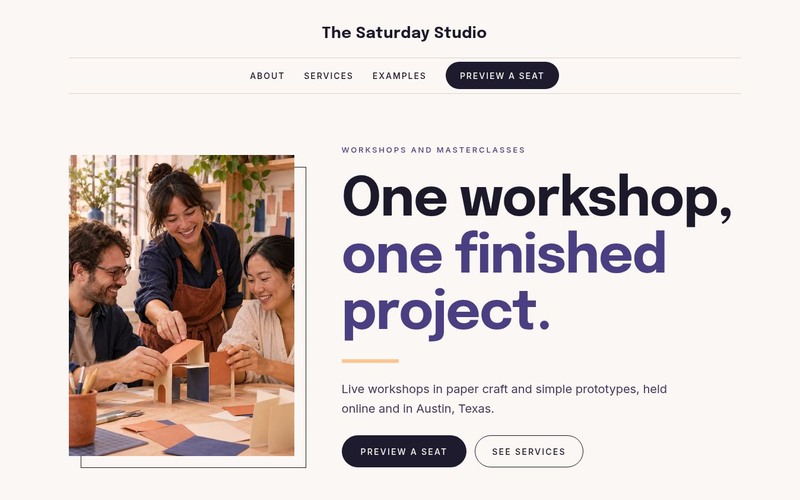 The Saturday Studio
ABOUT SERVICES EXAMPLES PREVIEW A SEAT
WORKSHOPS AND MASTERCLASSES
One workshop,
one finished
project.
Live workshops in paper craft and simple prototypes, held
online and in Austin, Texas.
PREVIEW A SEAT SEE SERVICES